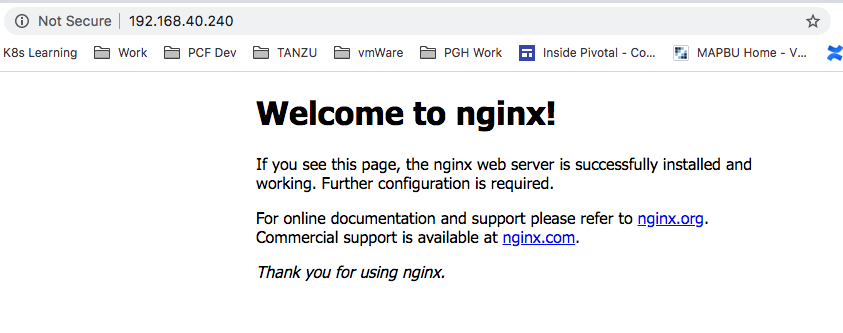 Not Secure 192.168.40.240
K8s Learning Work PCF Dev TANZU vmWare PGH Work Inside Pivotal - Co... MAPBU Home - V...
Welcome to nginx!
If you see this page, the nginx web server is successfully installed and
working. Further configuration is required.
For online documentation and support please refer to nginx.org.
Commercial support is available at nginx.com.
Thank you for using nginx.